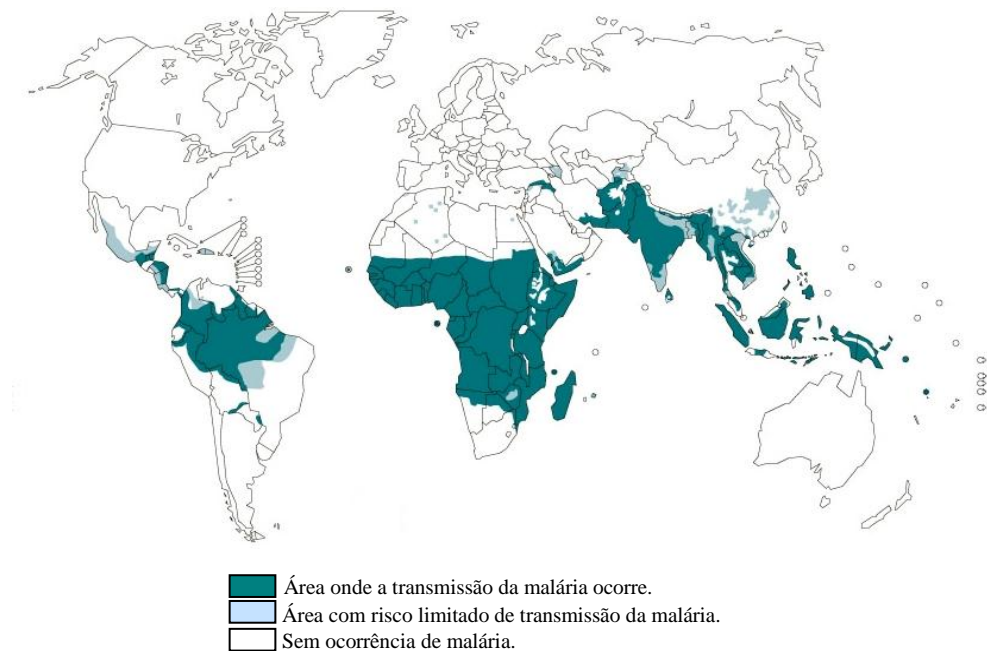 Área onde a transmissão da malária ocorre.
Área com risco limitado de transmissão da malária.
Sem ocorrência de malária.